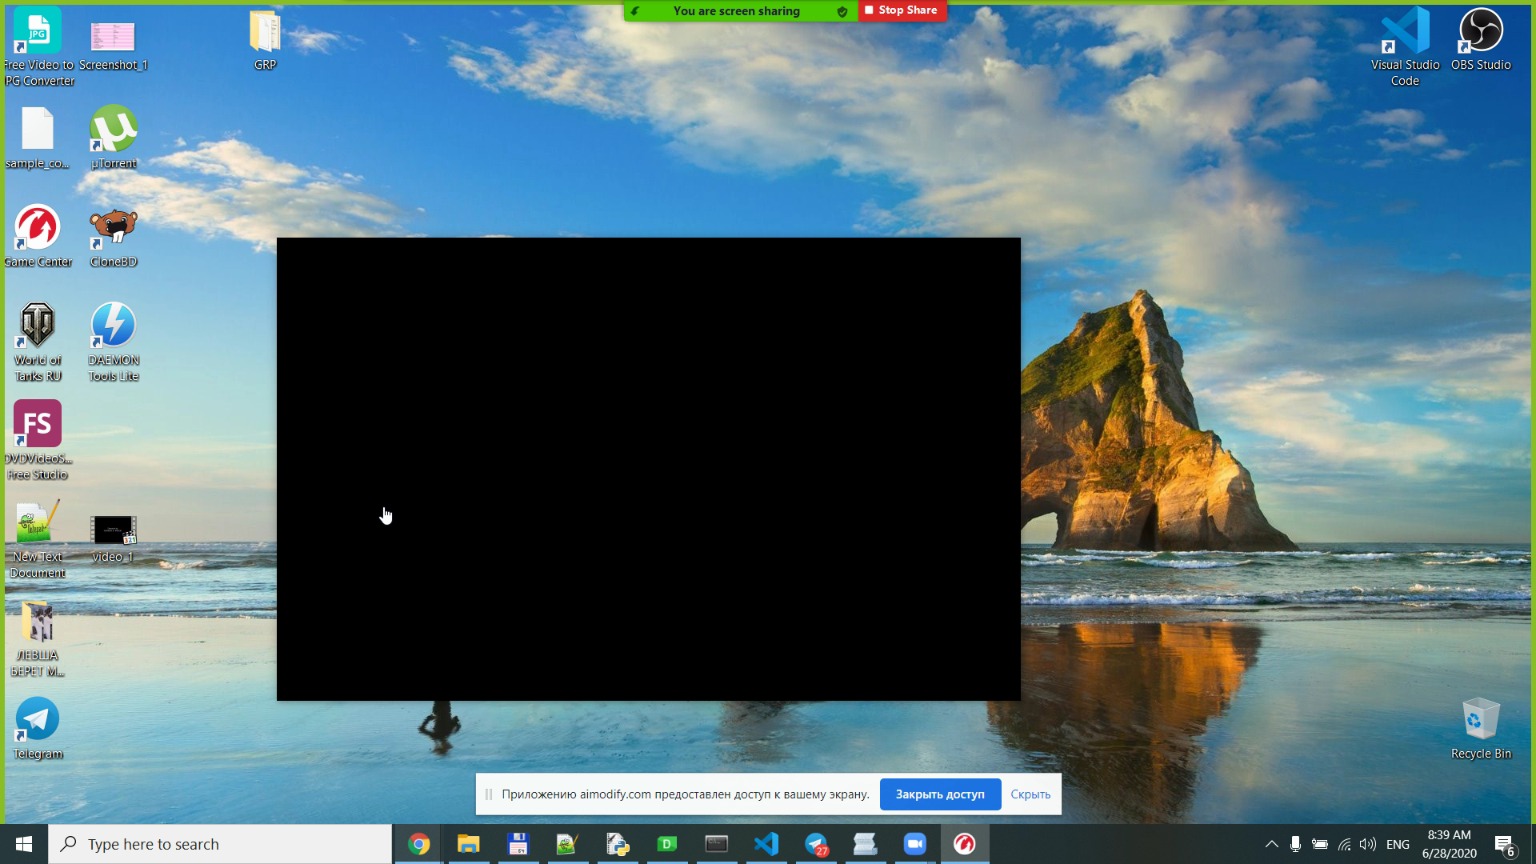 You are screen sharing
Stop Share
Free Video to
JPG Converter
Screenshot_1
GRP
Visual Studio
Code
OBS Studio
JPG
sample_co...
µTorrent
Game Center
CloneBD
World of
Tanks RU
DAEMON
Tools Lite
FS
DVDVideoS...
Free Studio
New Text
Document
video_1
ЛЕВША
БЕРЕТ М...
Telegram
Recycle Bin
Приложению aimodify.com предоставлен доступ к вашему экрану.
Закрыть доступ
Скрыть
Type here to search
27
ENG
8:39 AM
6/28/2020
6